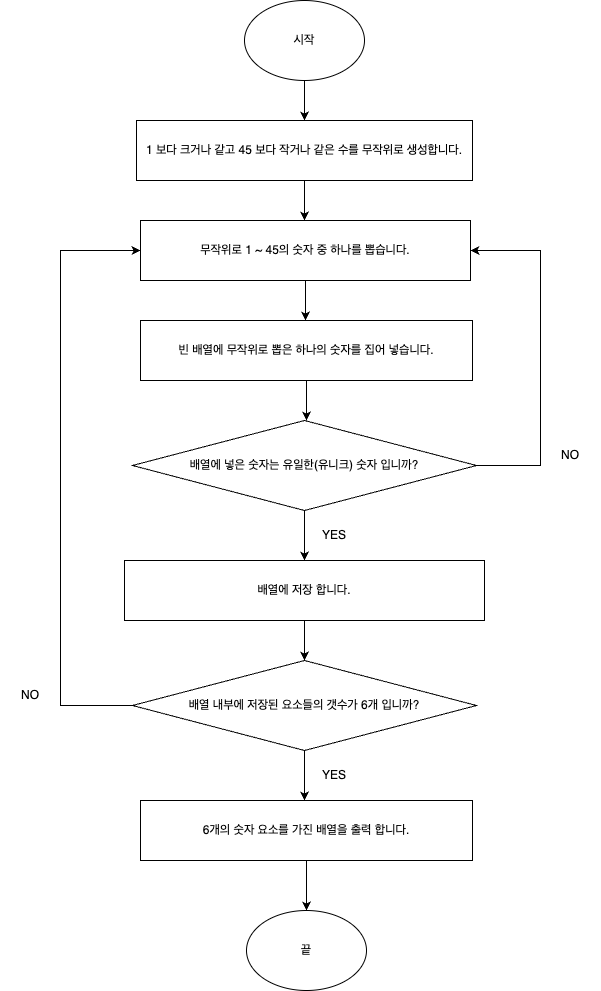 시작
1 보다 크거나 같고 45 보다 작거나 같은 수를 무작위로 생성합니다.
무작위로 1 ~ 45의 숫자 중 하나를 뽑습니다.
빈 배열에 무작위로 뽑은 하나의 숫자를 집어 넣습니다.
배열에 넣은 숫자는 유일한(유니크) 숫자 입니까?
NO
YES
배열에 저장 합니다.
배열 내부에 저장된 요소들의 갯수가 6개 입니까?
NO
YES
6개의 숫자 요소를 가진 배열을 출력 합니다.
끝